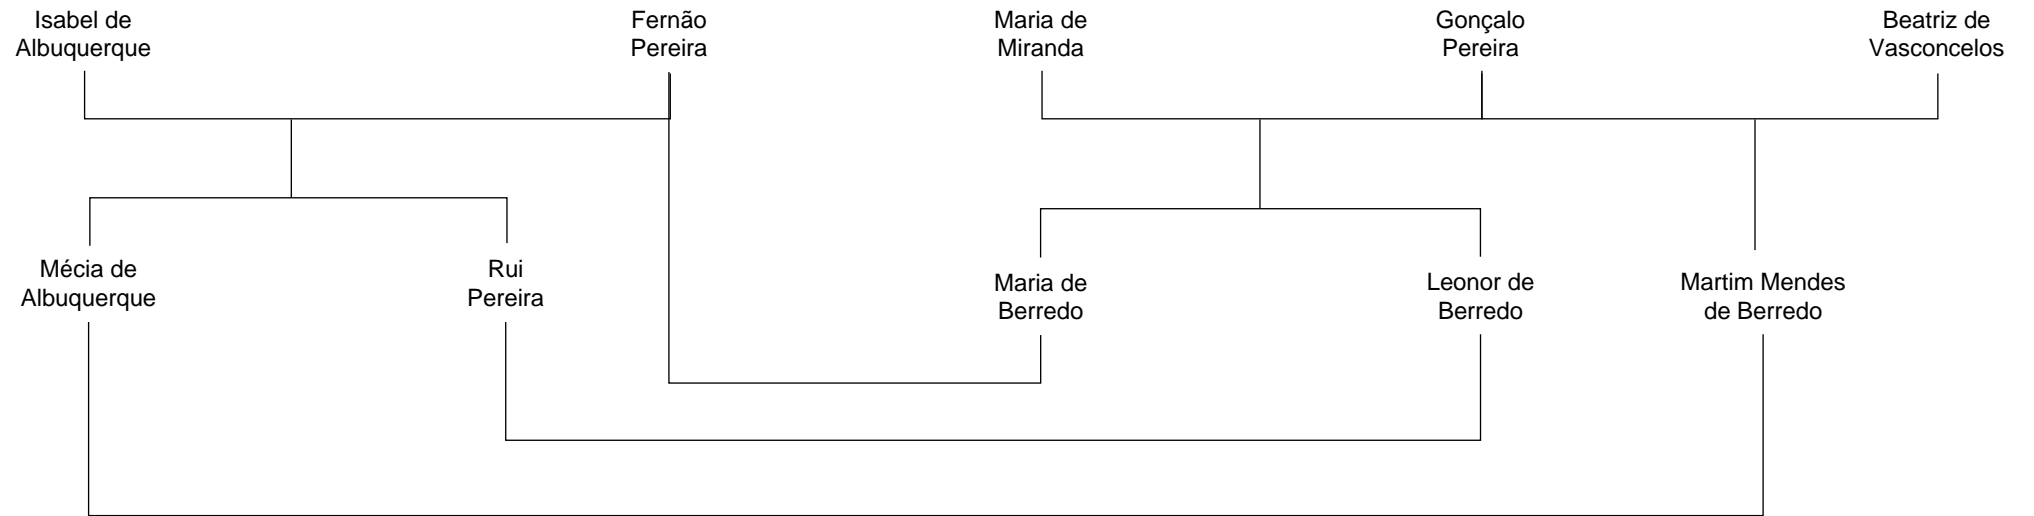 Isabel de
Albuquerque
Fernão
Pereira
Maria de
Miranda
Gonçalo
Pereira
Beatriz de
Vasconcelos
Mécia de
Albuquerque
Rui
Pereira
Maria de
Berredo
Leonor de
Berredo
Martim Mendes
de Berredo